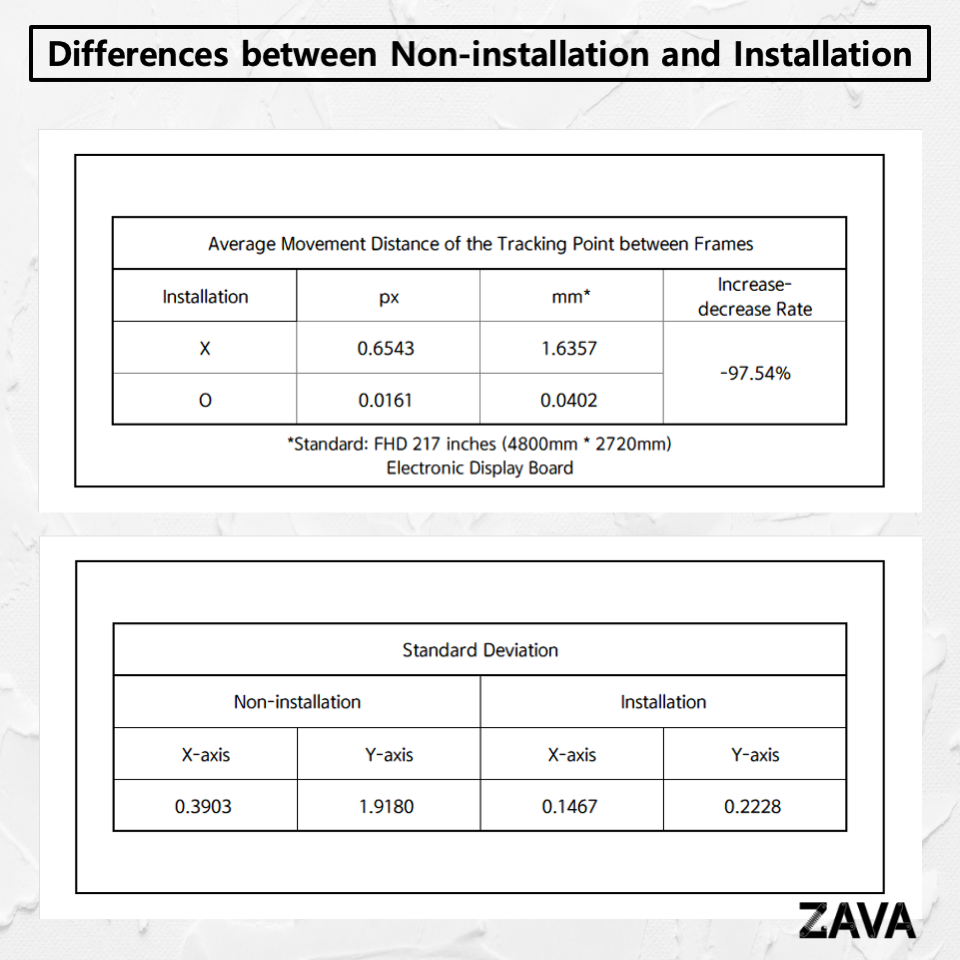 Differences between Non-installation and Installation
Average Movement Distance of the Tracking Point between Frames
Installation px mm* Increase-
decrease Rate
X 0.6543 1.6357 -97.54%
O 0.0161 0.0402
*Standard: FHD 217 inches (4800mm * 2720mm)
Electronic Display Board
Standard Deviation
Non-installation Installation
X-axis Y-axis X-axis Y-axis
0.3903 1.9180 0.1467 0.2228
ZAVA